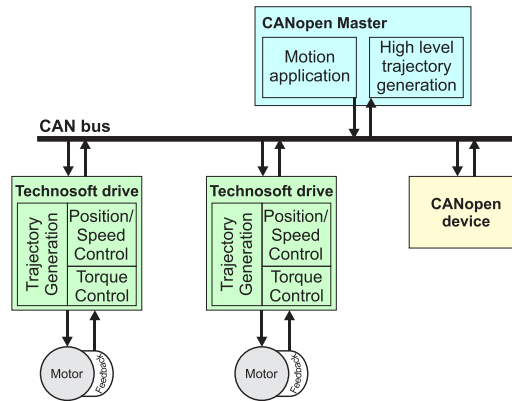 CANopen Master
Motion
application
High level
trajectory
generation
CAN bus
Technosoft drive
Trajectory
Generation
Position/
Speed
Control
Torque
Control
Motor
Feedback
Technosoft drive
Trajectory
Generation
Position/
Speed
Control
Torque
Control
Motor
Feedback
CANopen
device